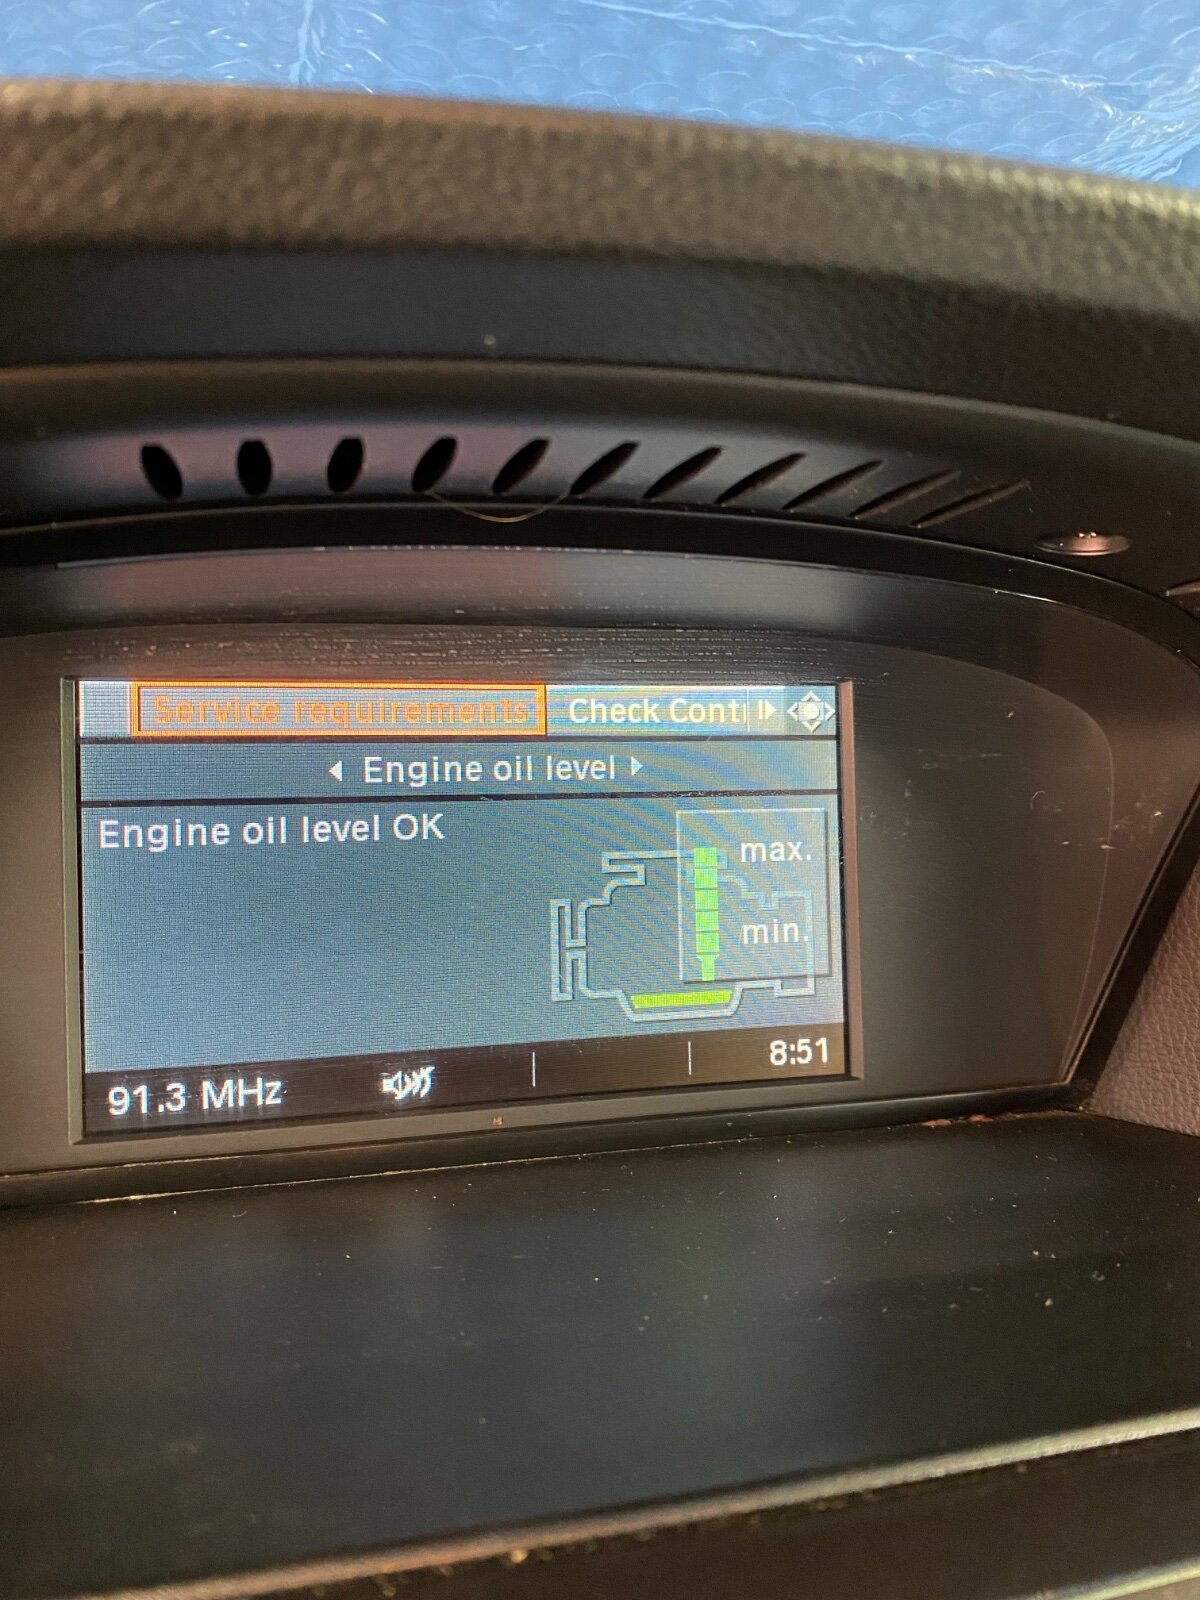 Service requirements Check Cont
Engine oil level
Engine oil level OK
max.
min.
91.3 MHz 8:51